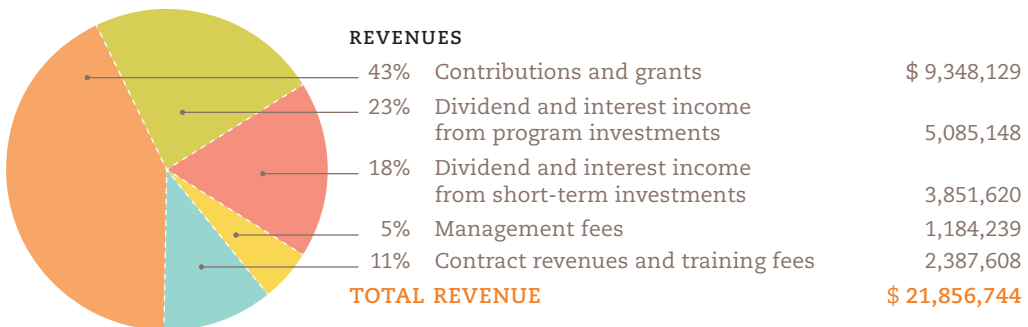 REVENUES
43% Contributions and grants $ 9,348,129
23% Dividend and interest income
from program investments 5,085,148
18% Dividend and interest income
from short-term investments 3,851,620
5% Management fees 1,184,239
11% Contract revenues and training fees 2,387,608
TOTAL REVENUE $ 21,856,744